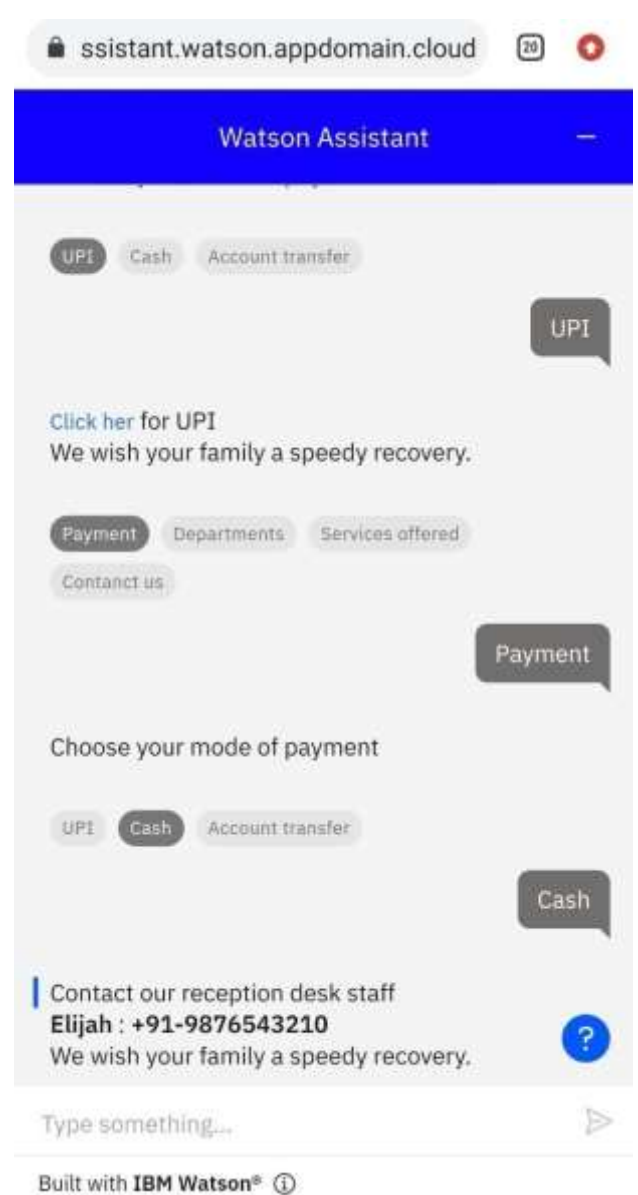 ssistant.watson.appdomain.cloud 20
Watson Assistant
UPI Cash Account transfer
UPI
Click her for UPI
We wish your family a speedy recovery.
Payment Departments Services offered
Contanct us
Payment
Choose your mode of payment
UPI Cash Account transfer
Cash
Contact our reception desk staff
Elijah : +91-9876543210
We wish your family a speedy recovery.
?
Type something...
Built with IBM Watson®